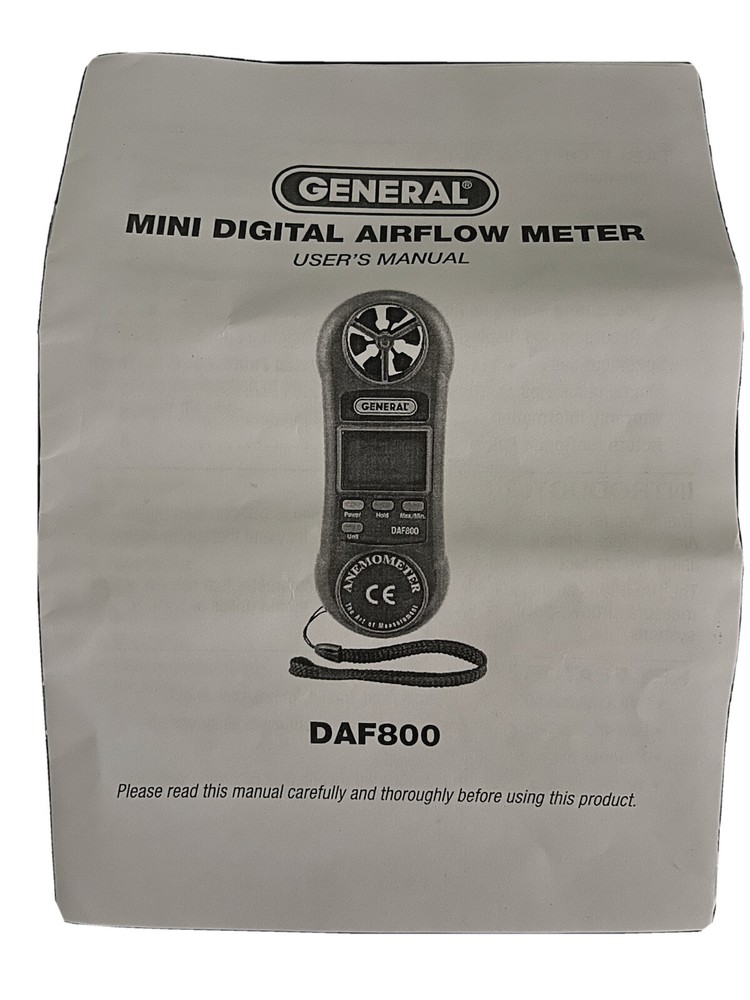 GENERAL®
MINI DIGITAL AIRFLOW METER
USER'S MANUAL
GENERAL
Power Hold Max./Min.
Unit DAF800
ANEMOMETER
CE
The Art of Measurement
DAF800
Please read this manual carefully and thoroughly before using this product.